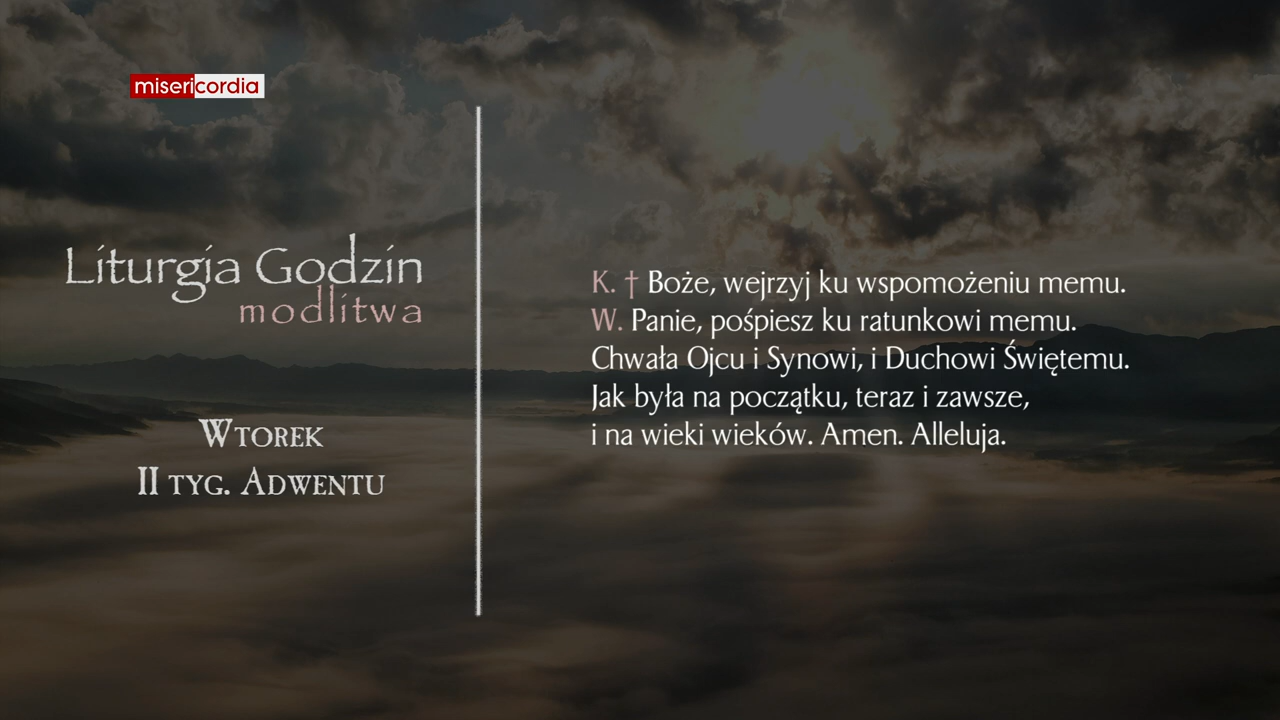 misericordia
Liturgia Godzin
modlitwa
Wtorek
II tyg. Adwentu
K. † Boże, wejrzyj ku wspomożeniu memu.
W. Panie, pośpiesz ku ratunkowi memu.
Chwała Ojcu i Synowi, i Duchowi Świętemu.
Jak była na początku, teraz i zawsze,
i na wieki wieków. Amen. Alleluja.